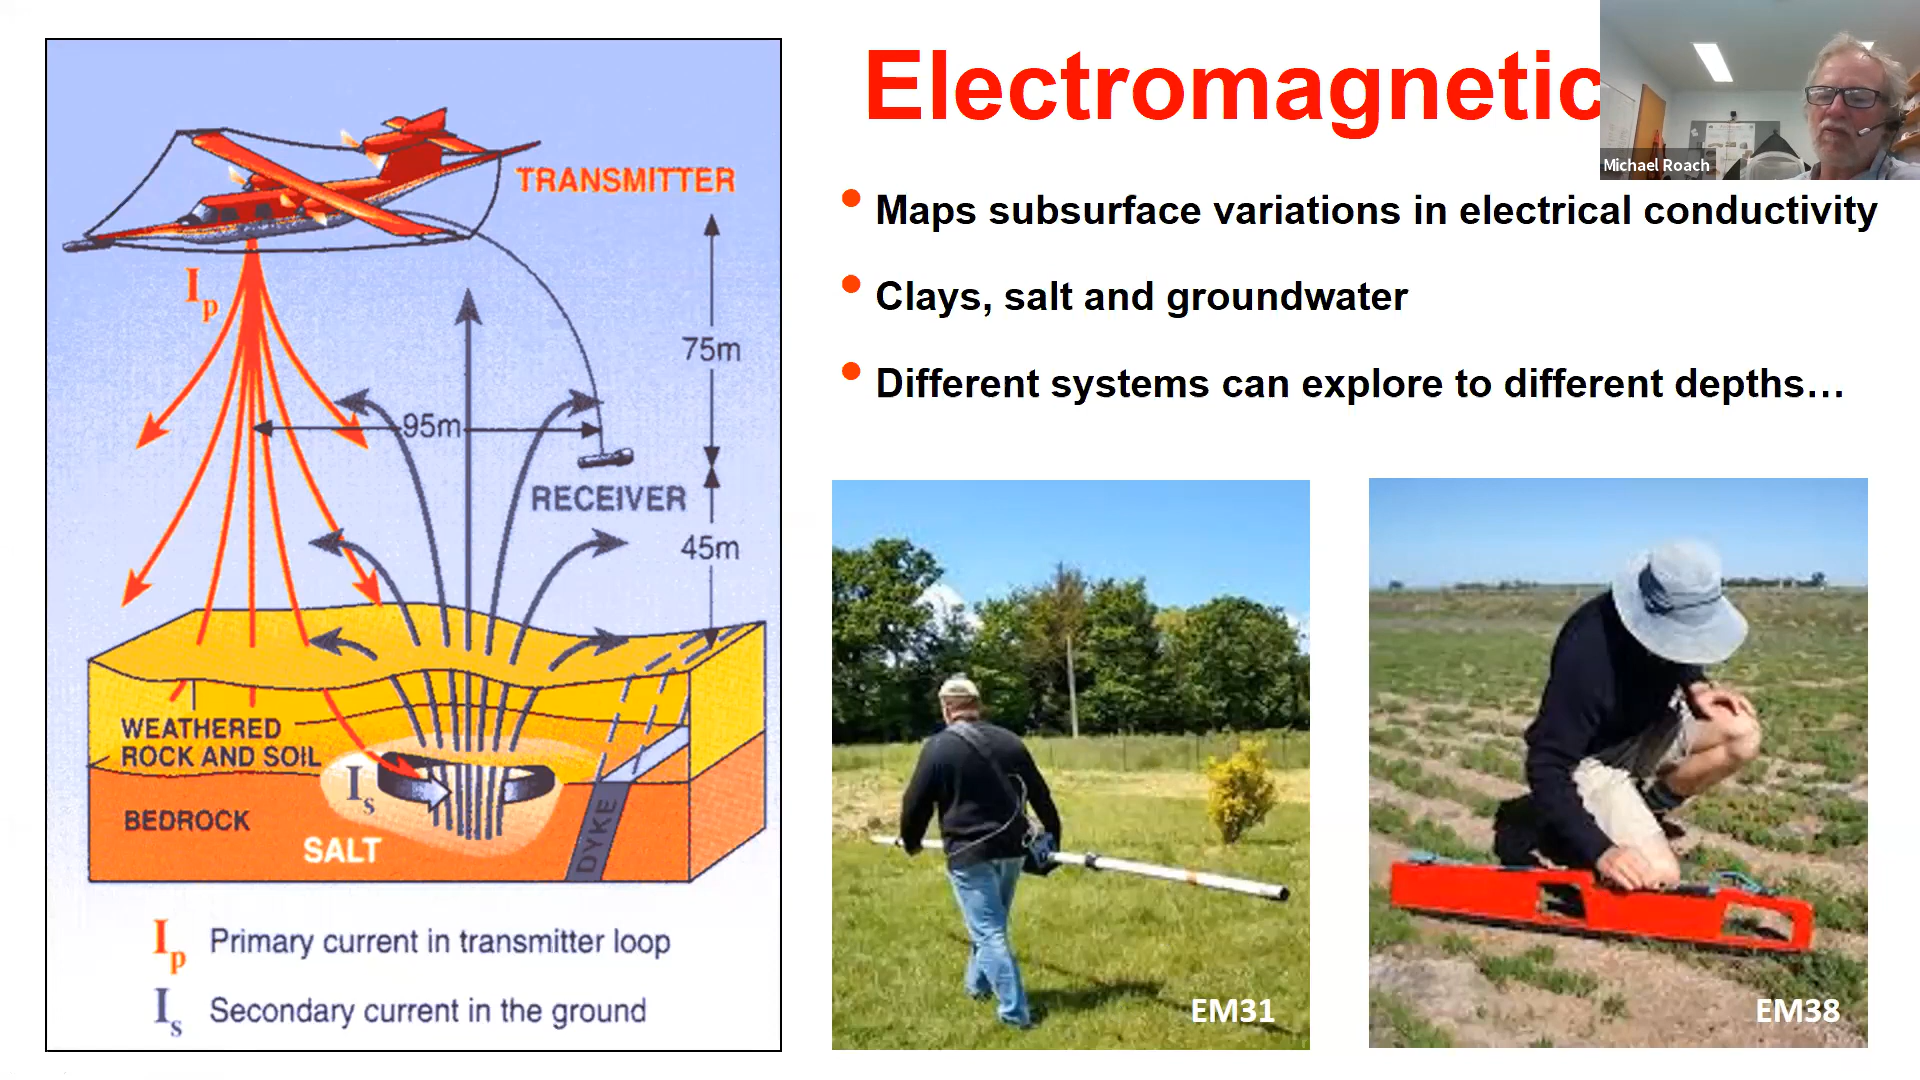 Electromagnetic
Michael Roach
• Maps subsurface variations in electrical conductivity
• Clays, salt and groundwater
• Different systems can explore to different depths…
TRANSMITTER
Ip
75m
95m
RECEIVER
45m
WEATHERED
ROCK AND SOIL
Is
BEDROCK
SALT
DYKE
Ip Primary current in transmitter loop
Is Secondary current in the ground
EM31
EM38